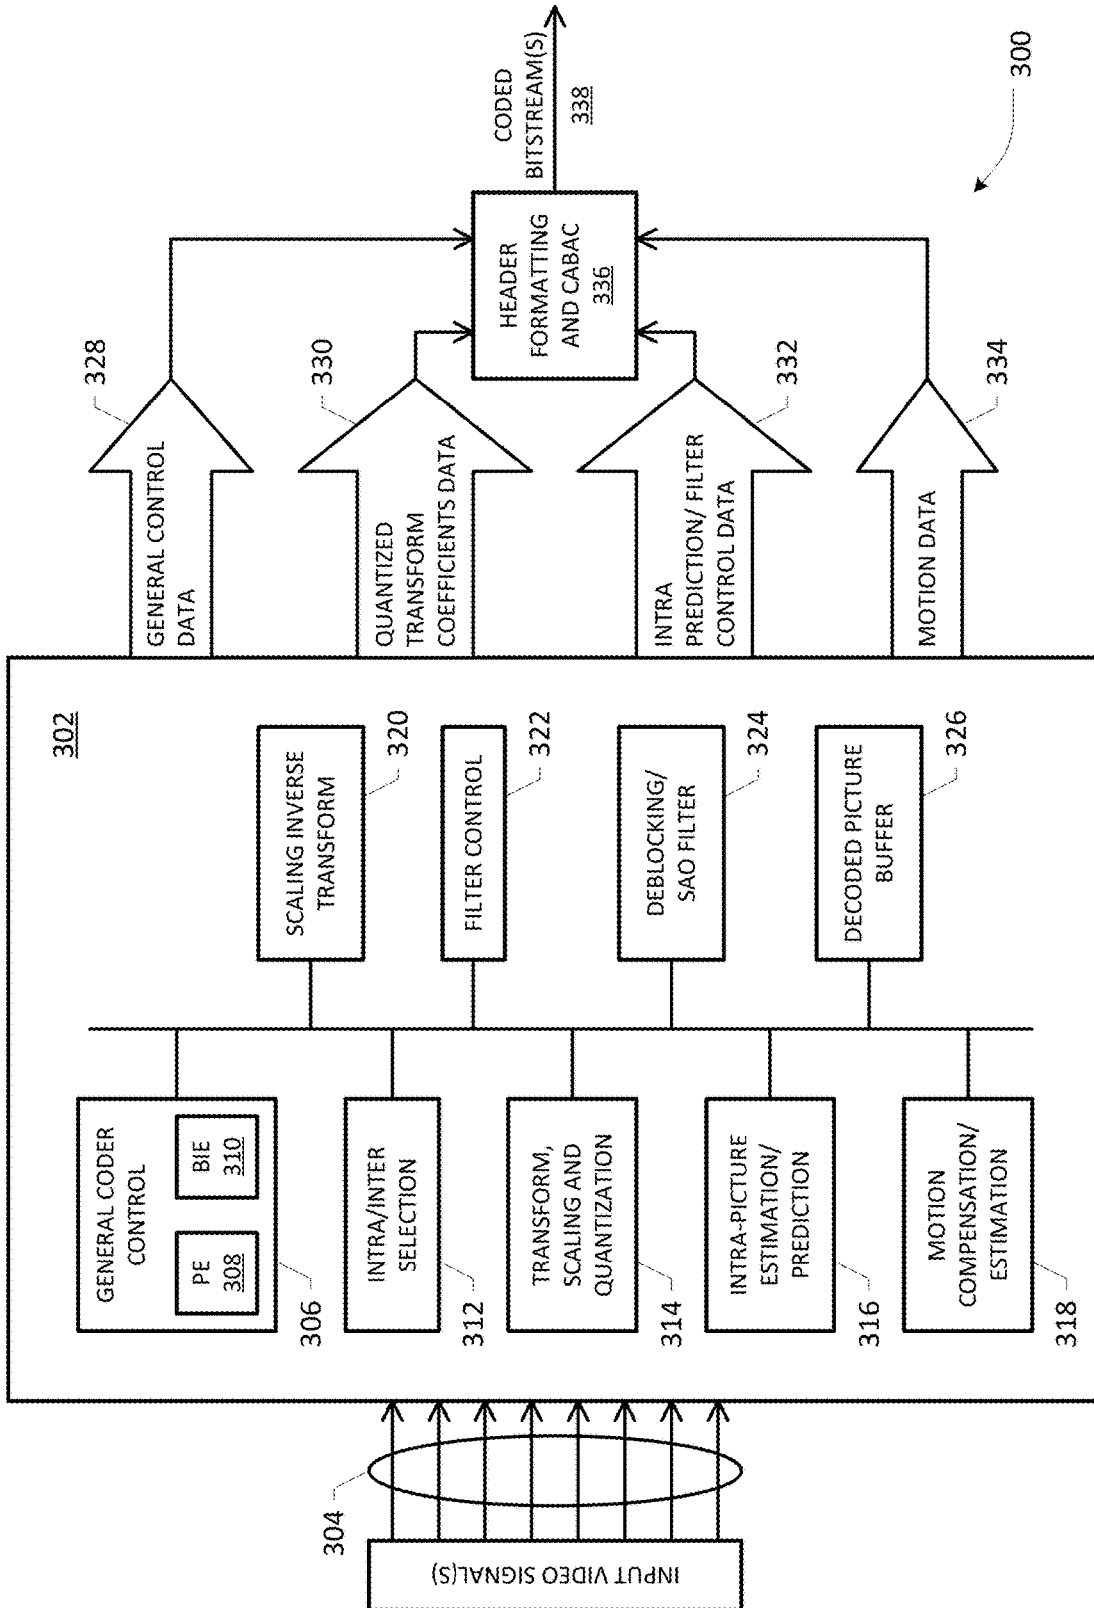 INPUT VIDEO SIGNAL(S)
304
302
GENERAL CODER
CONTROL
PE
308
BIE
310
306
INTRA/INTER
SELECTION
312
TRANSFORM,
SCALING AND
QUANTIZATION
314
INTRA-PICTURE
ESTIMATION/
PREDICTION
316
MOTION
COMPENSATION/
ESTIMATION
318
SCALING INVERSE
TRANSFORM
320
FILTER CONTROL
322
DEBLOCKING/
SAO FILTER
324
DECODED PICTURE
BUFFER
326
GENERAL CONTROL
DATA
328
QUANTIZED
TRANSFORM
COEFFICIENTS DATA
330
INTRA
PREDICTION/ FILTER
CONTROL DATA
332
MOTION DATA
334
HEADER
FORMATTING
AND CABAC
336
CODED
BITSTREAM(S)
338
300